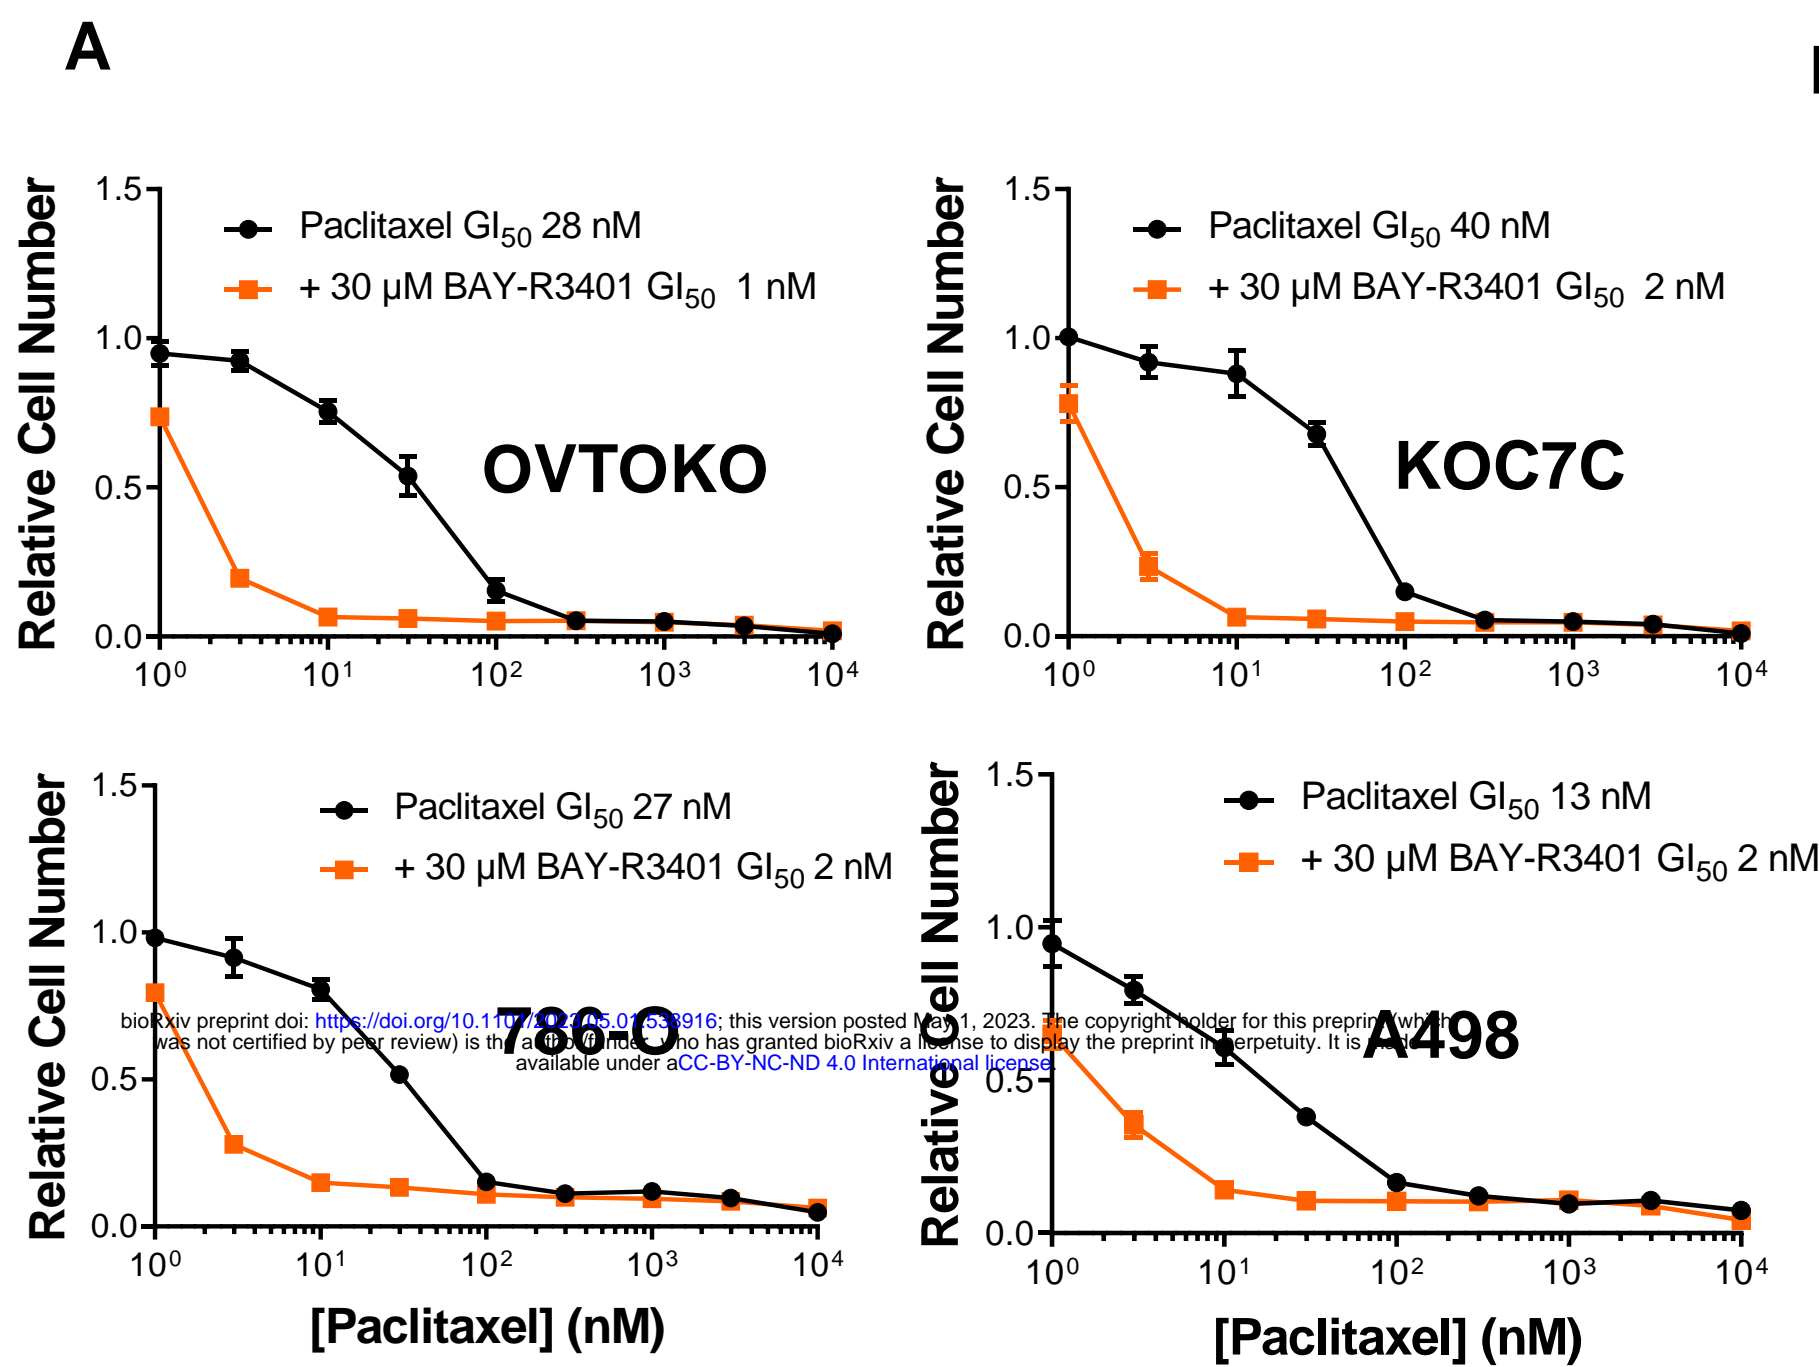 A
1.5
Paclitaxel GI50 28 nM
+ 30 µM BAY-R3401 GI50 1 nM
1.0
OVTOKO
0.5
0.0
10⁰ 10¹ 10² 10³ 10⁴
Relative Cell Number
1.5
Paclitaxel GI50 40 nM
+ 30 µM BAY-R3401 GI50 2 nM
1.0
KOC7C
0.5
0.0
10⁰ 10¹ 10² 10³ 10⁴
Relative Cell Number
1.5
Paclitaxel GI50 27 nM
+ 30 µM BAY-R3401 GI50 2 nM
1.0
786-O
0.5
0.0
10⁰ 10¹ 10² 10³ 10⁴
Relative Cell Number
[Paclitaxel] (nM)
1.5
Paclitaxel GI50 13 nM
+ 30 µM BAY-R3401 GI50 2 nM
1.0
A498
0.5
0.0
10⁰ 10¹ 10² 10³ 10⁴
Relative Cell Number
[Paclitaxel] (nM)
bioRxiv preprint doi: https://doi.org/10.1101/2023.05.01.538916; this version posted May 1, 2023. The copyright holder for this preprint (which
was not certified by peer review) is the author/funder, who has granted bioRxiv a license to display the preprint in perpetuity. It is made
available under aCC-BY-NC-ND 4.0 International license.